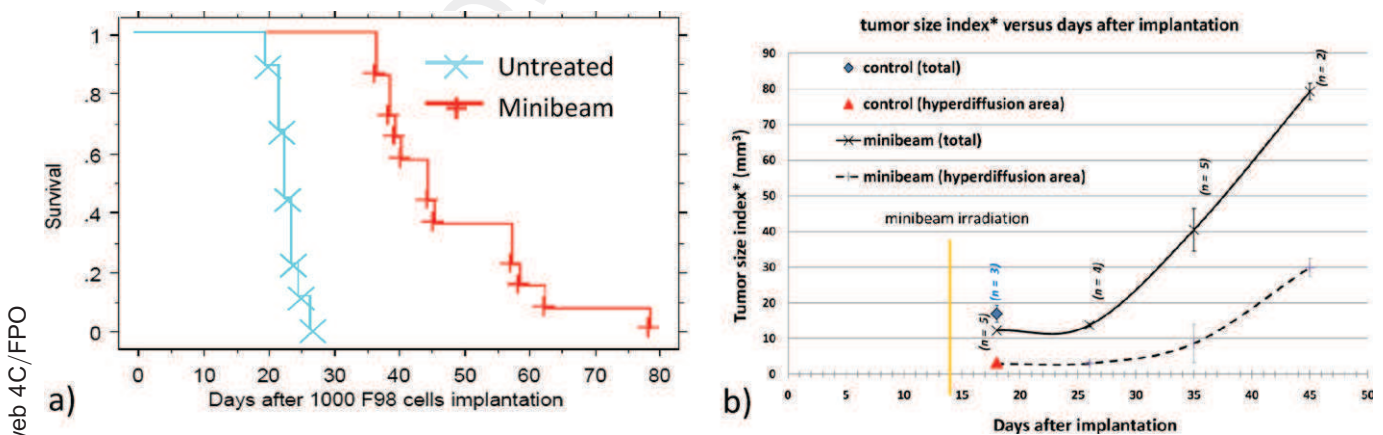 web 4C/FPO
1
.8
.6
.4
.2
0
Survival
Untreated
Minibeam
0 10 20 30 40 50 60 70 80
Days after 1000 F98 cells implantation
a)
tumor size index* versus days after implantation
90
80
70
60
50
40
30
20
10
0
Tumor size index* (mm³)
control (total)
control (hyperdiffusion area)
minibeam (total)
minibeam (hyperdiffusion area)
minibeam irradiation
(n = 3)
(n = 5)
(n = 4)
(n = 5)
(n = 2)
0 5 10 15 20 25 30 35 40 45 50
Days after implantation
b)